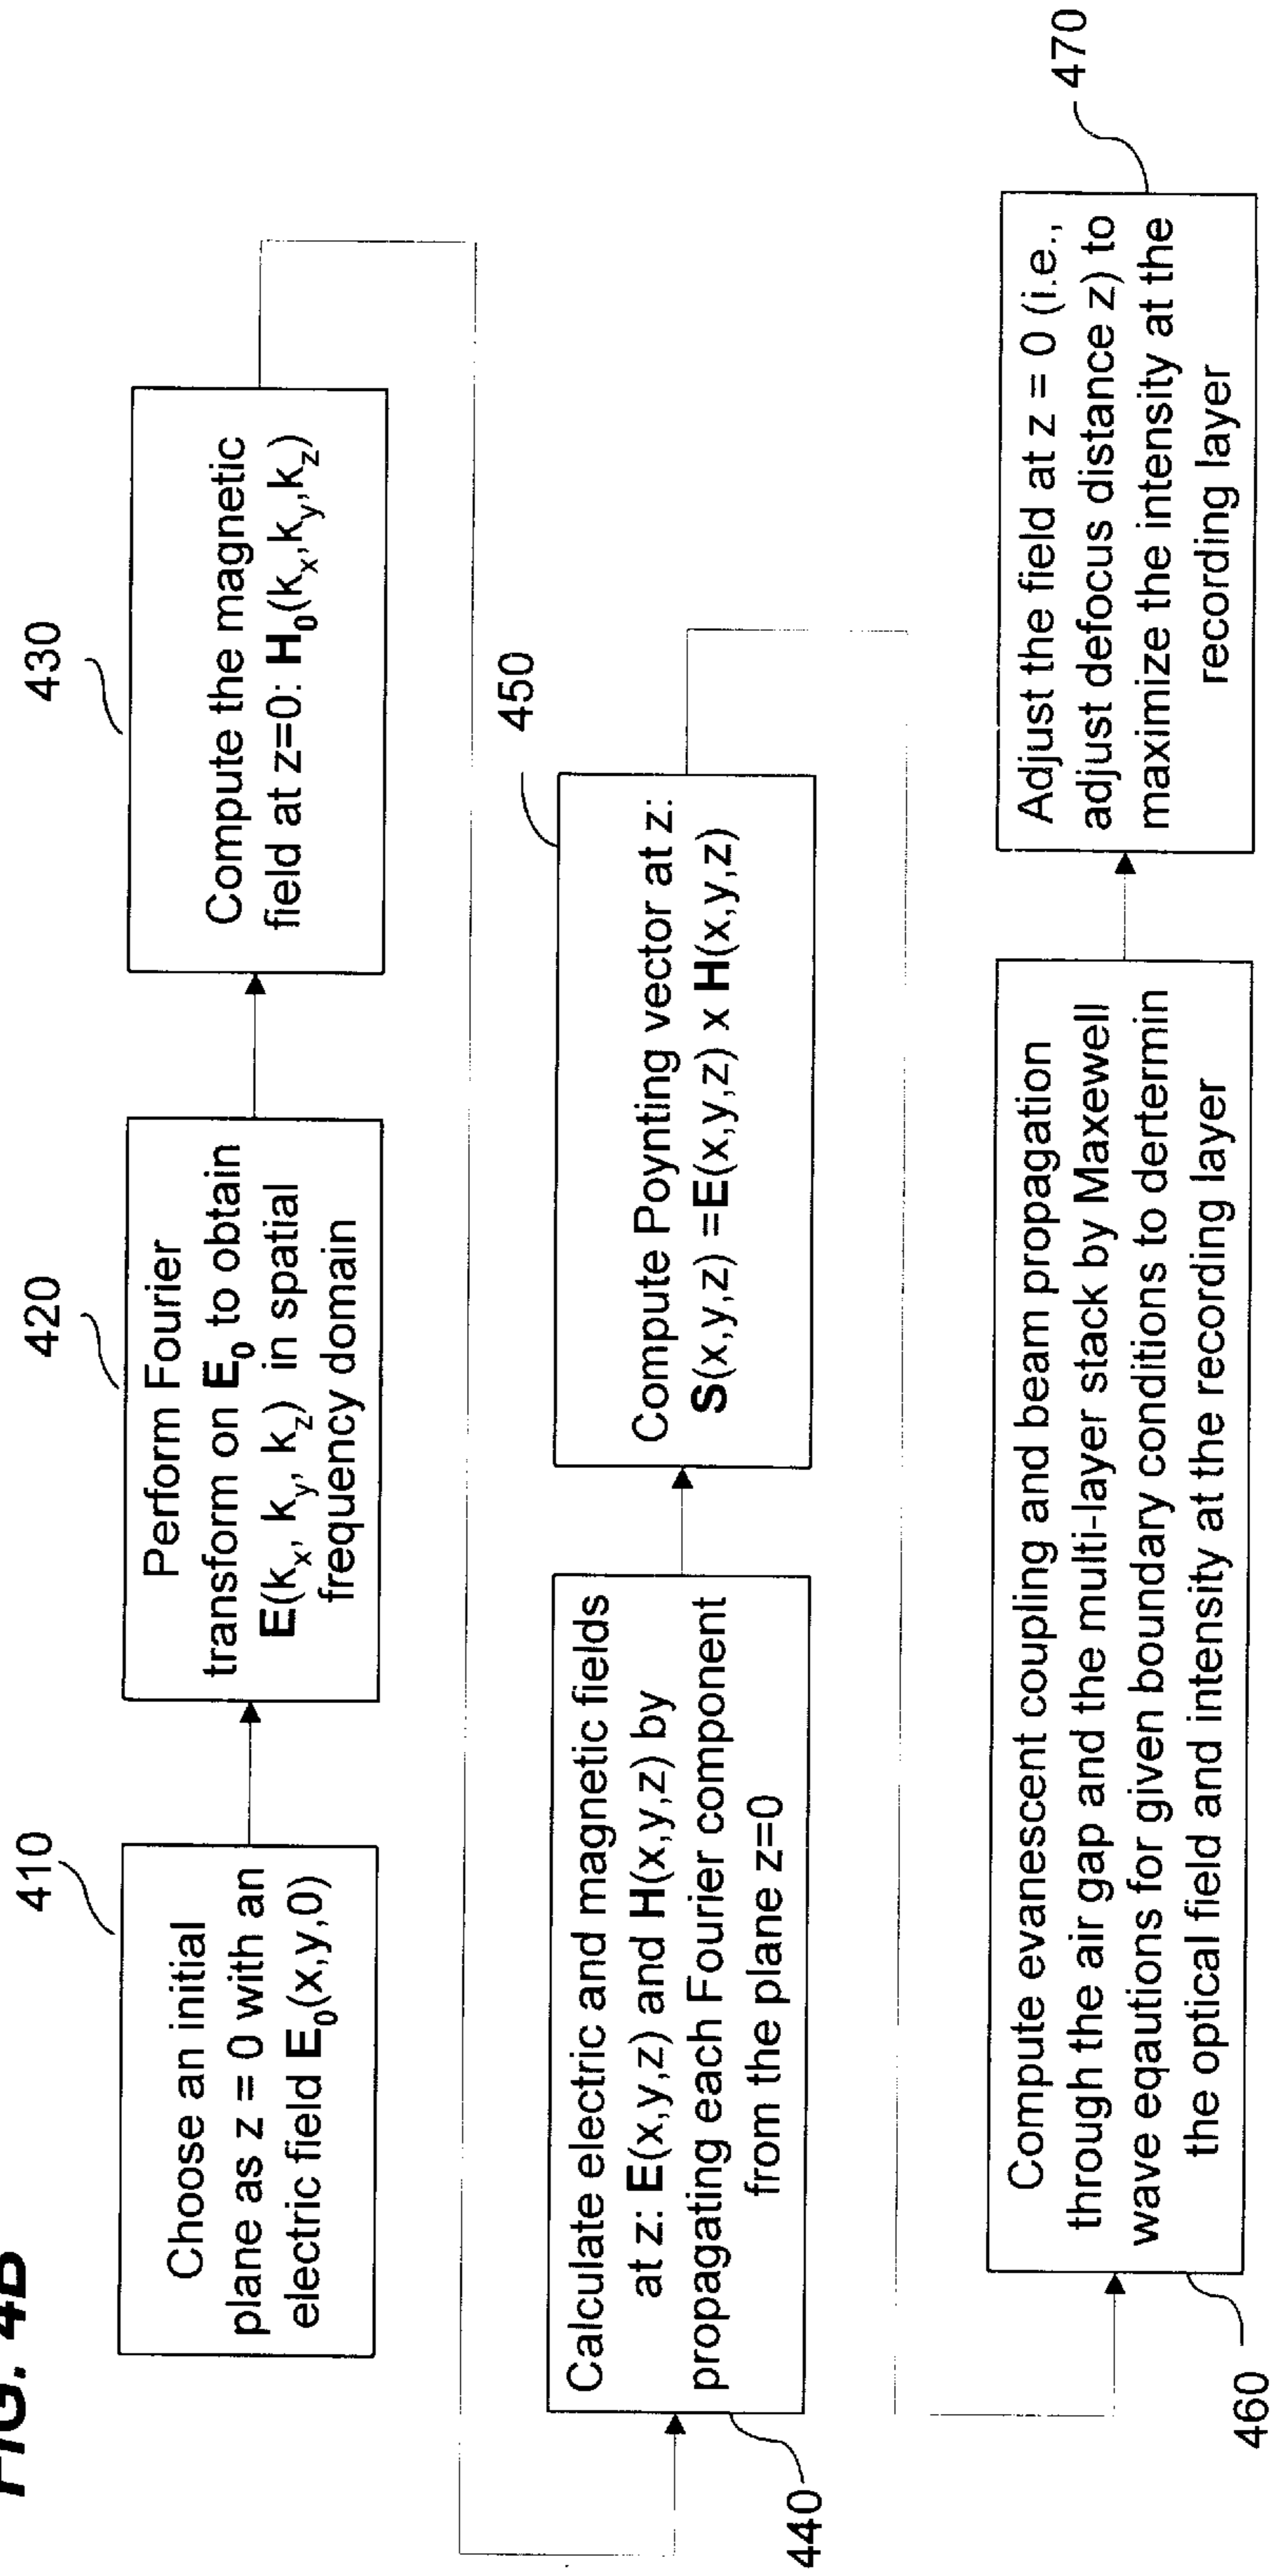 FIG. 4B
410
Choose an initial
plane as z = 0 with an
electric field E₀(x,y,0)
420
Perform Fourier
transform on E₀ to obtain
E(kₓ, k_y, k_z) in spatial
frequency domain
430
Compute the magnetic
field at z=0: H₀(kₓ,k_y,k_z)
440
Calculate electric and magnetic fields
at z: E(x,y,z) and H(x,y,z) by
propagating each Fourier component
from the plane z=0
450
Compute Poynting vector at z:
S(x,y,z) =E(x,y,z) x H(x,y,z)
460
Compute evanescent coupling and beam propagation
through the air gap and the multi-layer stack by Maxewell
wave eqautions for given boundary conditions to dertermin
the optical field and intensity at the recording layer
470
Adjust the field at z = 0 (i.e.,
adjust defocus distance z) to
maximize the intensity at the
recording layer